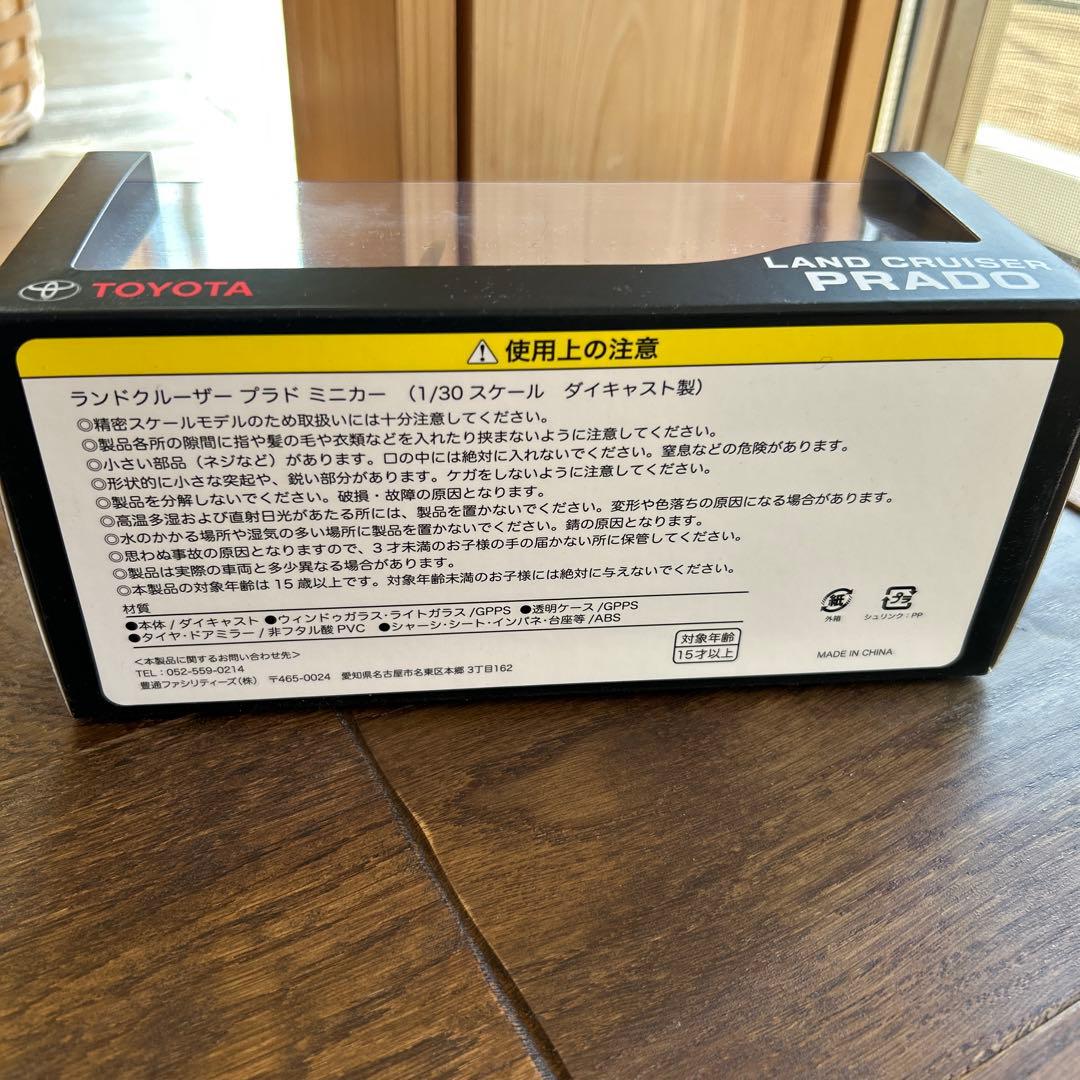 TOYOTA
LAND CRUISER
PRADO
使用上の注意
ランドクルーザー プラド ミニカー （1/30 スケール　ダイキャスト製）
◎精密スケールモデルのため取扱いには十分注意してください。
◎製品各所の隙間に指や髪の毛や衣類などを入れたり挟まないように注意してください。
◎小さい部品（ネジなど）があります。口の中には絶対に入れないでください。窒息などの危険があります。
◎形状的に小さな突起や、鋭い部分があります。ケガをしないように注意してください。
◎製品を分解しないでください。破損・故障の原因となります。
◎高温多湿および直射日光があたる所には、製品を置かないでください。変形や色落ちの原因になる場合があります。
◎水のかかる場所や湿気の多い場所に製品を置かないでください。錆の原因となります。
◎思わぬ事故の原因となりますので、3才未満のお子様の手の届かない所に保管してください。
◎製品は実際の車両と多少異なる場合があります。
◎本製品の対象年齢は15歳以上です。対象年齢未満のお子様には絶対に与えないでください。
材質
●本体 / ダイキャスト ●ウィンドゥガラス・ライトガラス /GPPS ●透明ケース /GPPS
●タイヤ・ドアミラー / 非フタル酸 PVC ●シャーシ・シート・インパネ・台座等 /ABS
紙
外箱
プラ
シュリンク：PP
対象年齢
15才以上
MADE IN CHINA
＜本製品に関するお問い合わせ先＞
TEL：052-559-0214
豊通ファシリティーズ（株） 〒465-0024 愛知県名古屋市名東区本郷 3丁目162